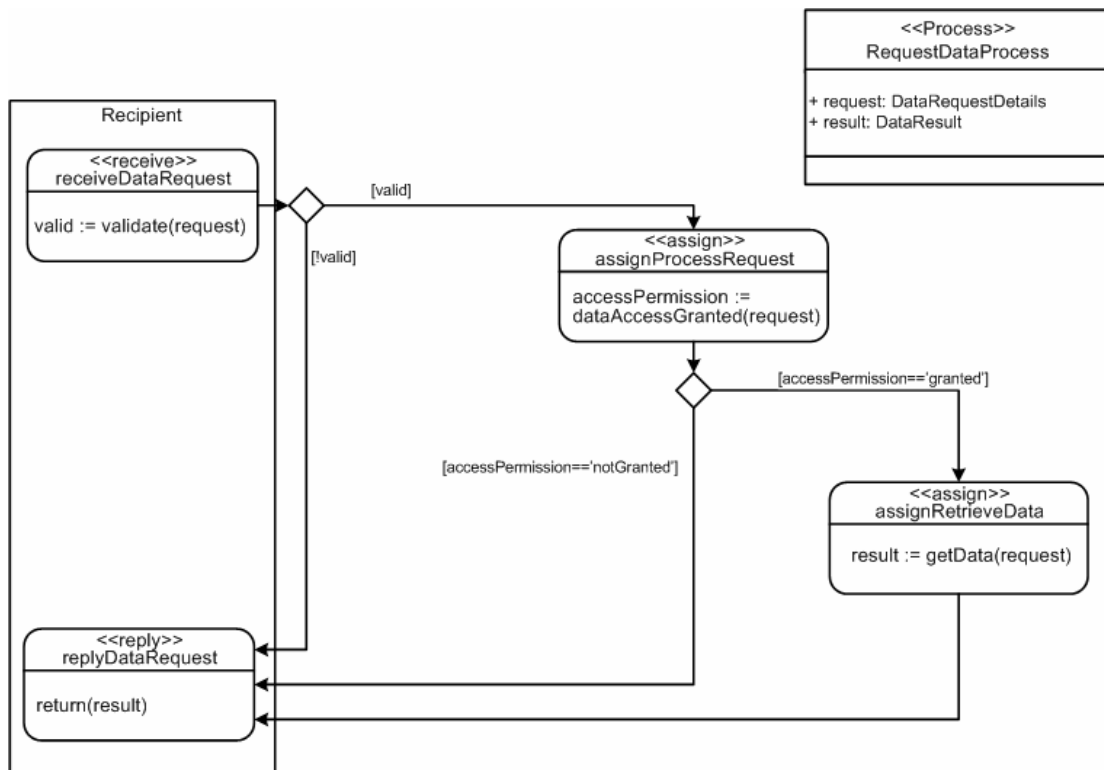 <<Process>>
RequestDataProcess
+ request: DataRequestDetails
+ result: DataResult
Recipient
<<receive>>
receiveDataRequest
valid := validate(request)
[valid]
[!valid]
<<assign>>
assignProcessRequest
accessPermission :=
dataAccessGranted(request)
[accessPermission=='granted']
[accessPermission=='notGranted']
<<assign>>
assignRetrieveData
result := getData(request)
<<reply>>
replyDataRequest
return(result)